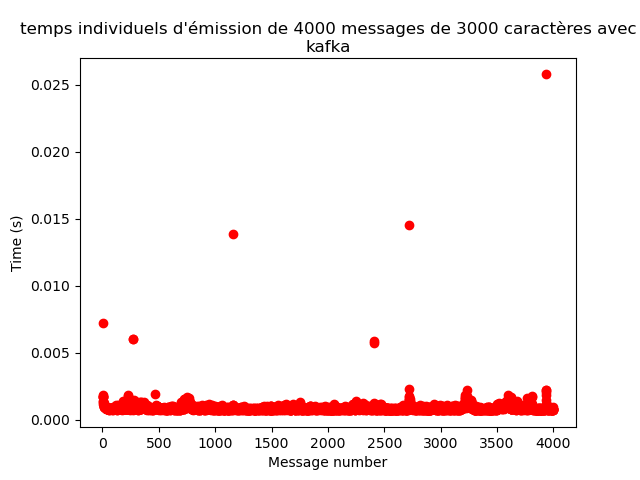 temps individuels d'émission de 4000 messages de 3000 caractères avec
kafka
0.025
0.020
0.015
0.010
0.005
0.000
Time (s)
0 500 1000 1500 2000 2500 3000 3500 4000
Message number